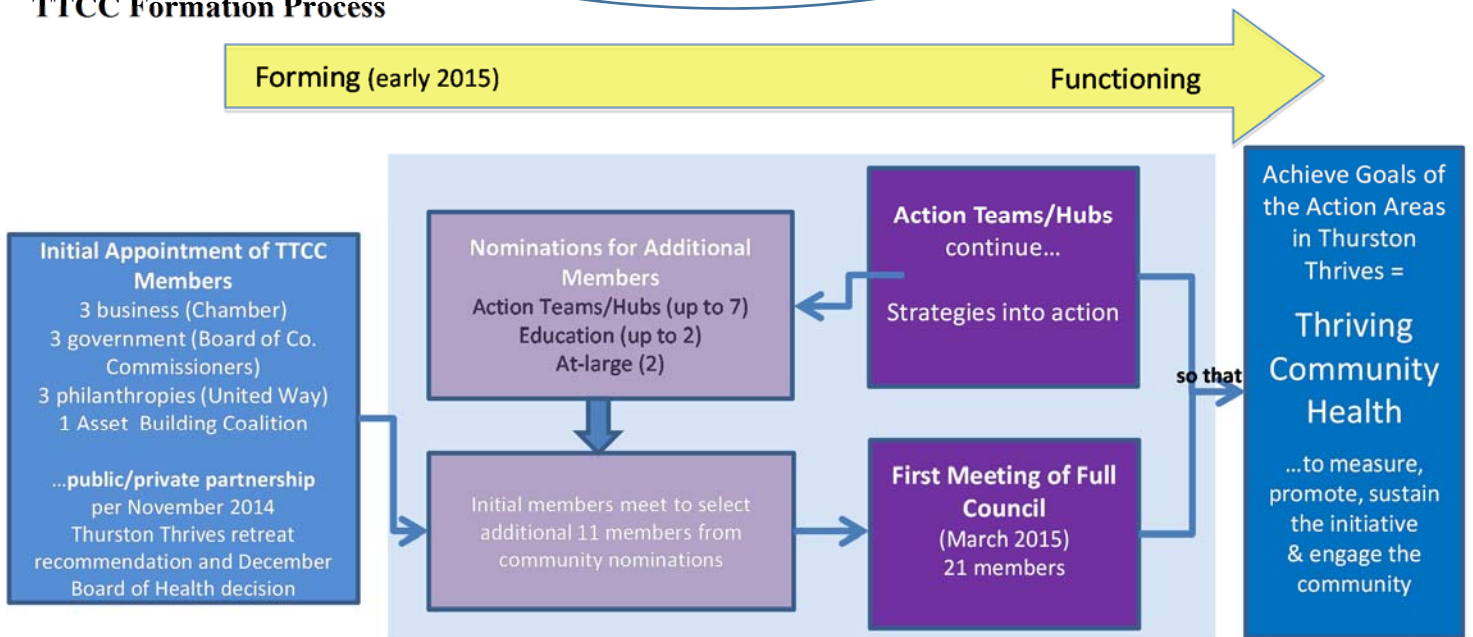 TTCC Formation Process
Forming (early 2015)
Functioning
Initial Appointment of TTCC
Members
3 business (Chamber)
3 government (Board of Co.
Commissioners)
3 philanthropies (United Way)
1 Asset Building Coalition
...public/private partnership
per November 2014
Thurston Thrives retreat
recommendation and December
Board of Health decision
Nominations for Additional
Members
Action Teams/Hubs (up to 7)
Education (up to 2)
At-large (2)
Initial members meet to select
additional 11 members from
community nominations
Action Teams/Hubs
continue...
Strategies into action
First Meeting of Full
Council
(March 2015)
21 members
so that
Achieve Goals of
the Action Areas
in Thurston
Thrives =
Thriving
Community
Health
...to measure,
promote, sustain
the initiative
& engage the
community